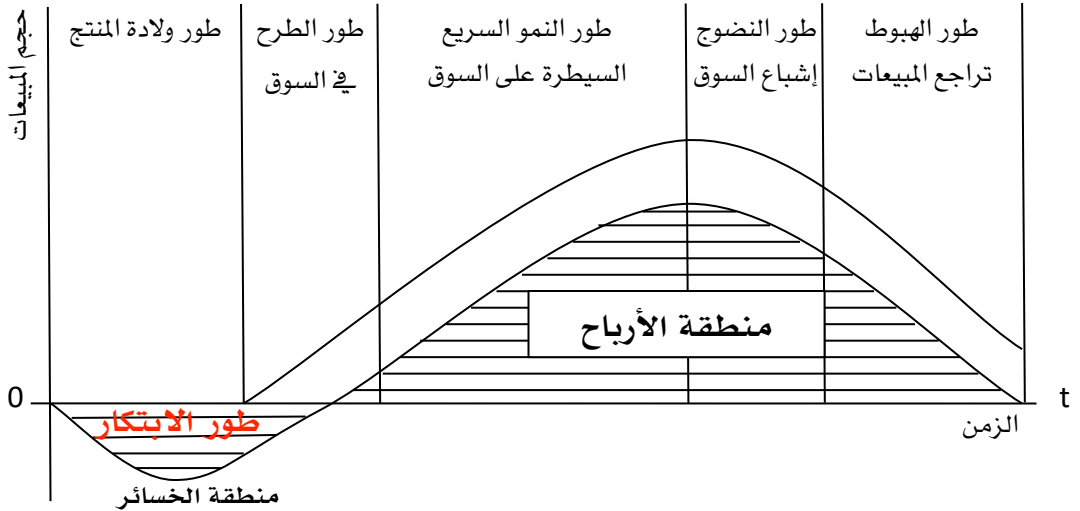 حجم المبيعات
طور ولادة المنتج
طور الطرح
في السوق
طور النمو السريع
السيطرة على السوق
طور النضوج
إشباع السوق
طور الهبوط
تراجع المبيعات
منطقة الأرباح
0
t
الزمن
طور الابتكار
منطقة الخسائر